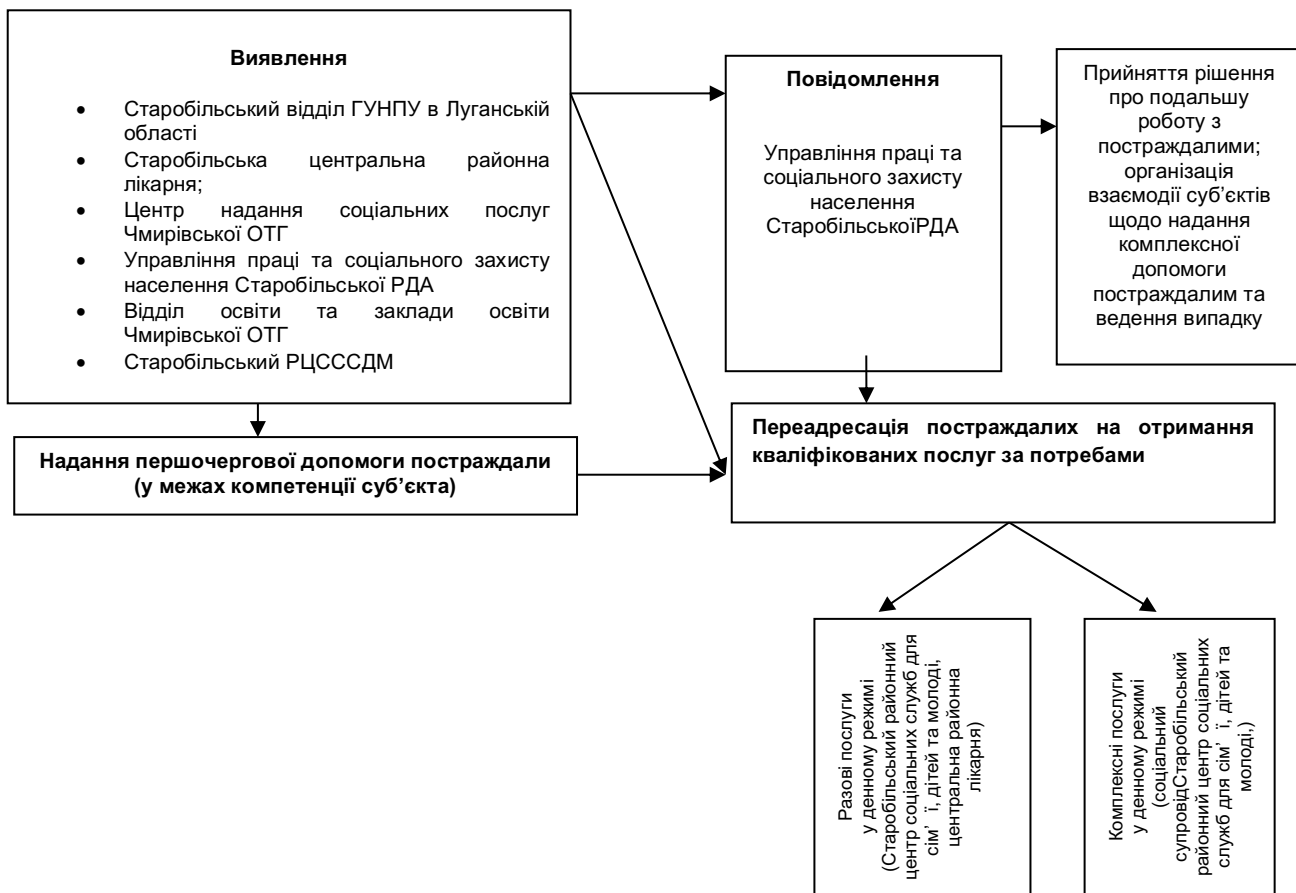 Виявлення
• Старобільський відділ ГУНПУ в Луганській
області
• Старобільська центральна районна
лікарня;
• Центр надання соціальних послуг
Чмирівської ОТГ
• Управління праці та соціального захисту
населення Старобільської РДА
• Відділ освіти та заклади освіти
Чмирівської ОТГ
• Старобільський РЦСССДМ
Повідомлення
Управління праці та
соціального захисту
населення
СтаробільськоїРДА
Прийняття рішення
про подальшу
роботу з
постраждалими;
організація
взаємодії суб’єктів
щодо надання
комплексної
допомоги
постраждалим та
ведення випадку
Надання першочергової допомоги постраждали
(у межах компетенції суб’єкта)
Переадресація постраждалих на отримання
кваліфікованих послуг за потребами
Разові послуги
у денному режимі
(Старобільський районний
центр соціальних служб для
сім’ ї, дітей та молоді,
центральна районна
лікарня)
Комплексні послуги
у денному режимі
(соціальний
супровідСтаробільський
районний центр соціальних
служб для сім’ ї, дітей та
молоді,)